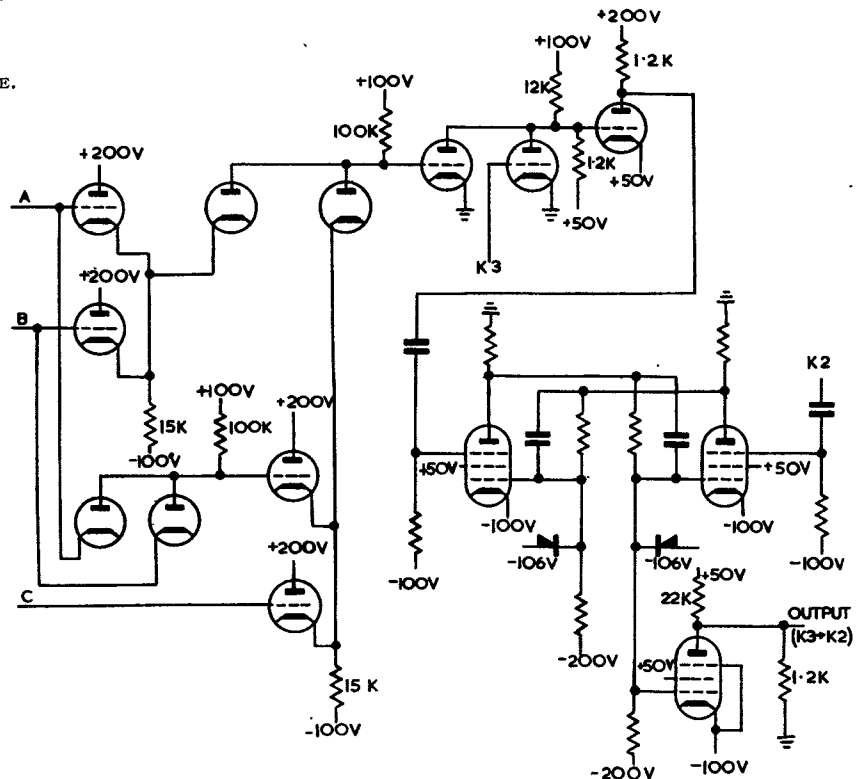 E.
+200V
1·2K
+100V
12K
+100V
100K
1·2K
+50V
+50V
K3
+200V
A
+200V
B
15K
-100V
+100V
100K
+200V
+200V
C
15 K
-100V
K2
+50V
+50V
-100V
-100V
-100V
-100V
-106V
-106V
+50V
22K
OUTPUT
(K3→K2)
+50V
1·2K
-200V
-100V
-200V